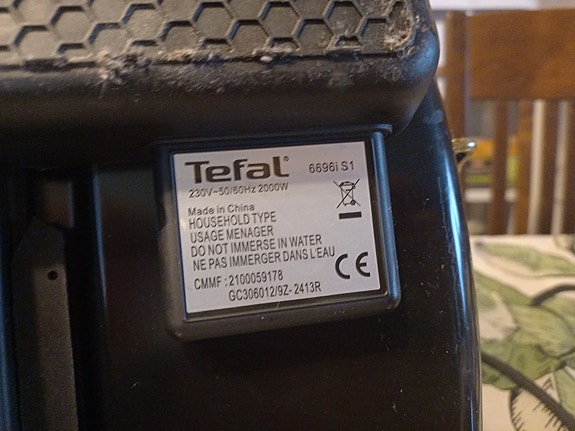 Tefal® 6696i S1
230V~50/60Hz 2000W
Made in China
HOUSEHOLD TYPE
USAGE MENAGER
DO NOT IMMERSE IN WATER
NE PAS IMMERGER DANS L'EAU
CE
CMMF : 2100059178
GC306012/9Z- 2413R